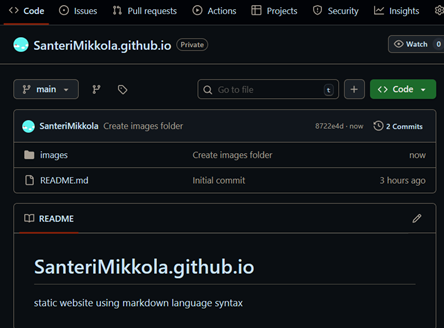 Code Issues Pull requests Actions Projects Security Insights
SanteriMikkola.github.io Private Watch 0
main Go to file t Code
SanteriMikkola Create images folder 8722e4d · now 2 Commits
images Create images folder now
README.md Initial commit 3 hours ago
README
SanteriMikkola.github.io
static website using markdown language syntax